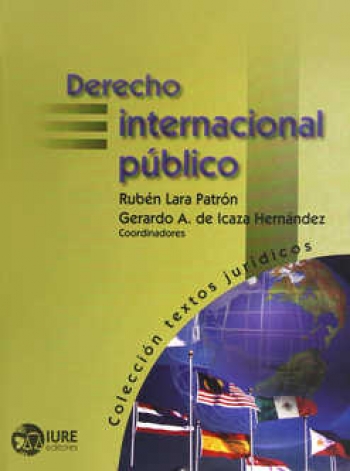 Derecho
internacional
público
Rubén Lara Patrón
Gerardo A. de Icaza Hernández
Coordinadores
Colección textos jurídicos
IURE
editores